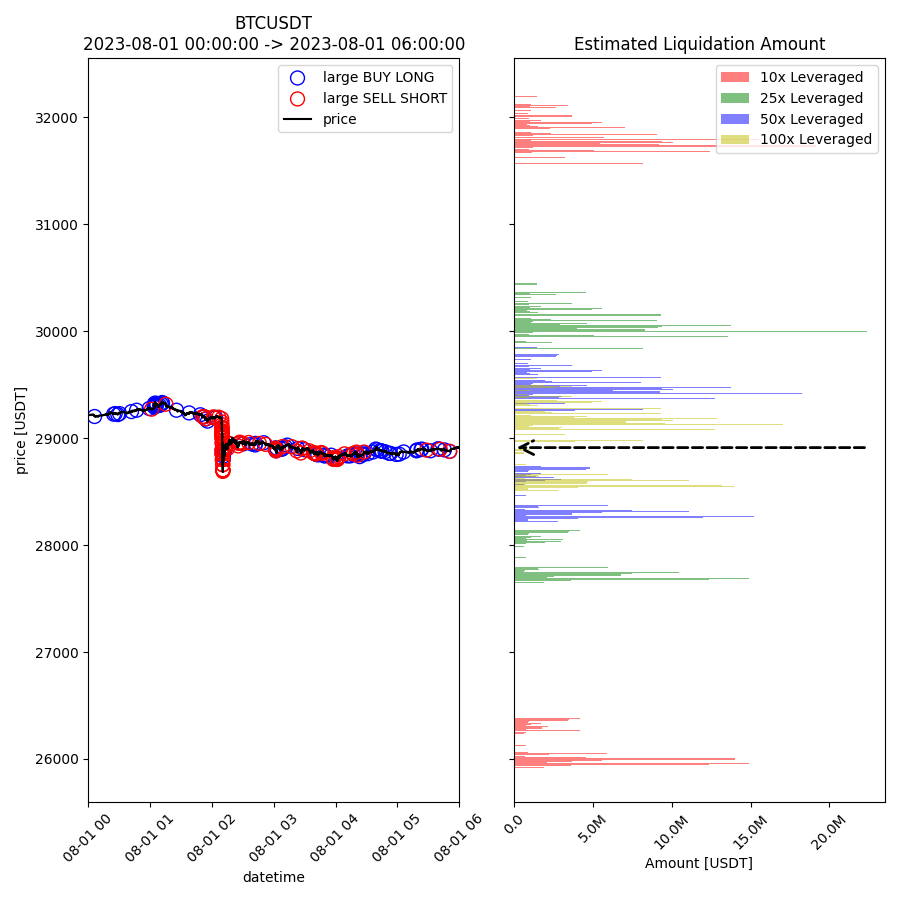 BTCUSDT
2023-08-01 00:00:00 -> 2023-08-01 06:00:00
large BUY LONG
large SELL SHORT
price
32000
31000
30000
29000
28000
27000
26000
price [USDT]
08-01 00
08-01 01
08-01 02
08-01 03
08-01 04
08-01 05
08-01 06
datetime
Estimated Liquidation Amount
10x Leveraged
25x Leveraged
50x Leveraged
100x Leveraged
0.0
5.0M
10.0M
15.0M
20.0M
Amount [USDT]